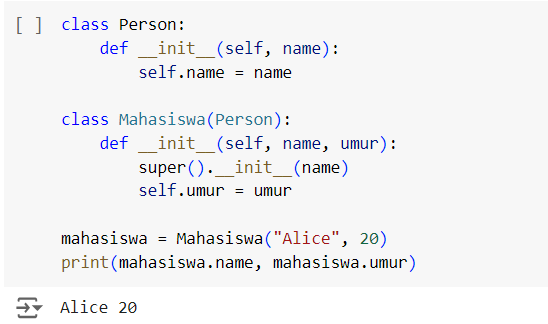 [ ] class Person:
    def __init__(self, name):
        self.name = name

class Mahasiswa(Person):
    def __init__(self, name, umur):
        super().__init__(name)
        self.umur = umur

mahasiswa = Mahasiswa("Alice", 20)
print(mahasiswa.name, mahasiswa.umur)
Alice 20